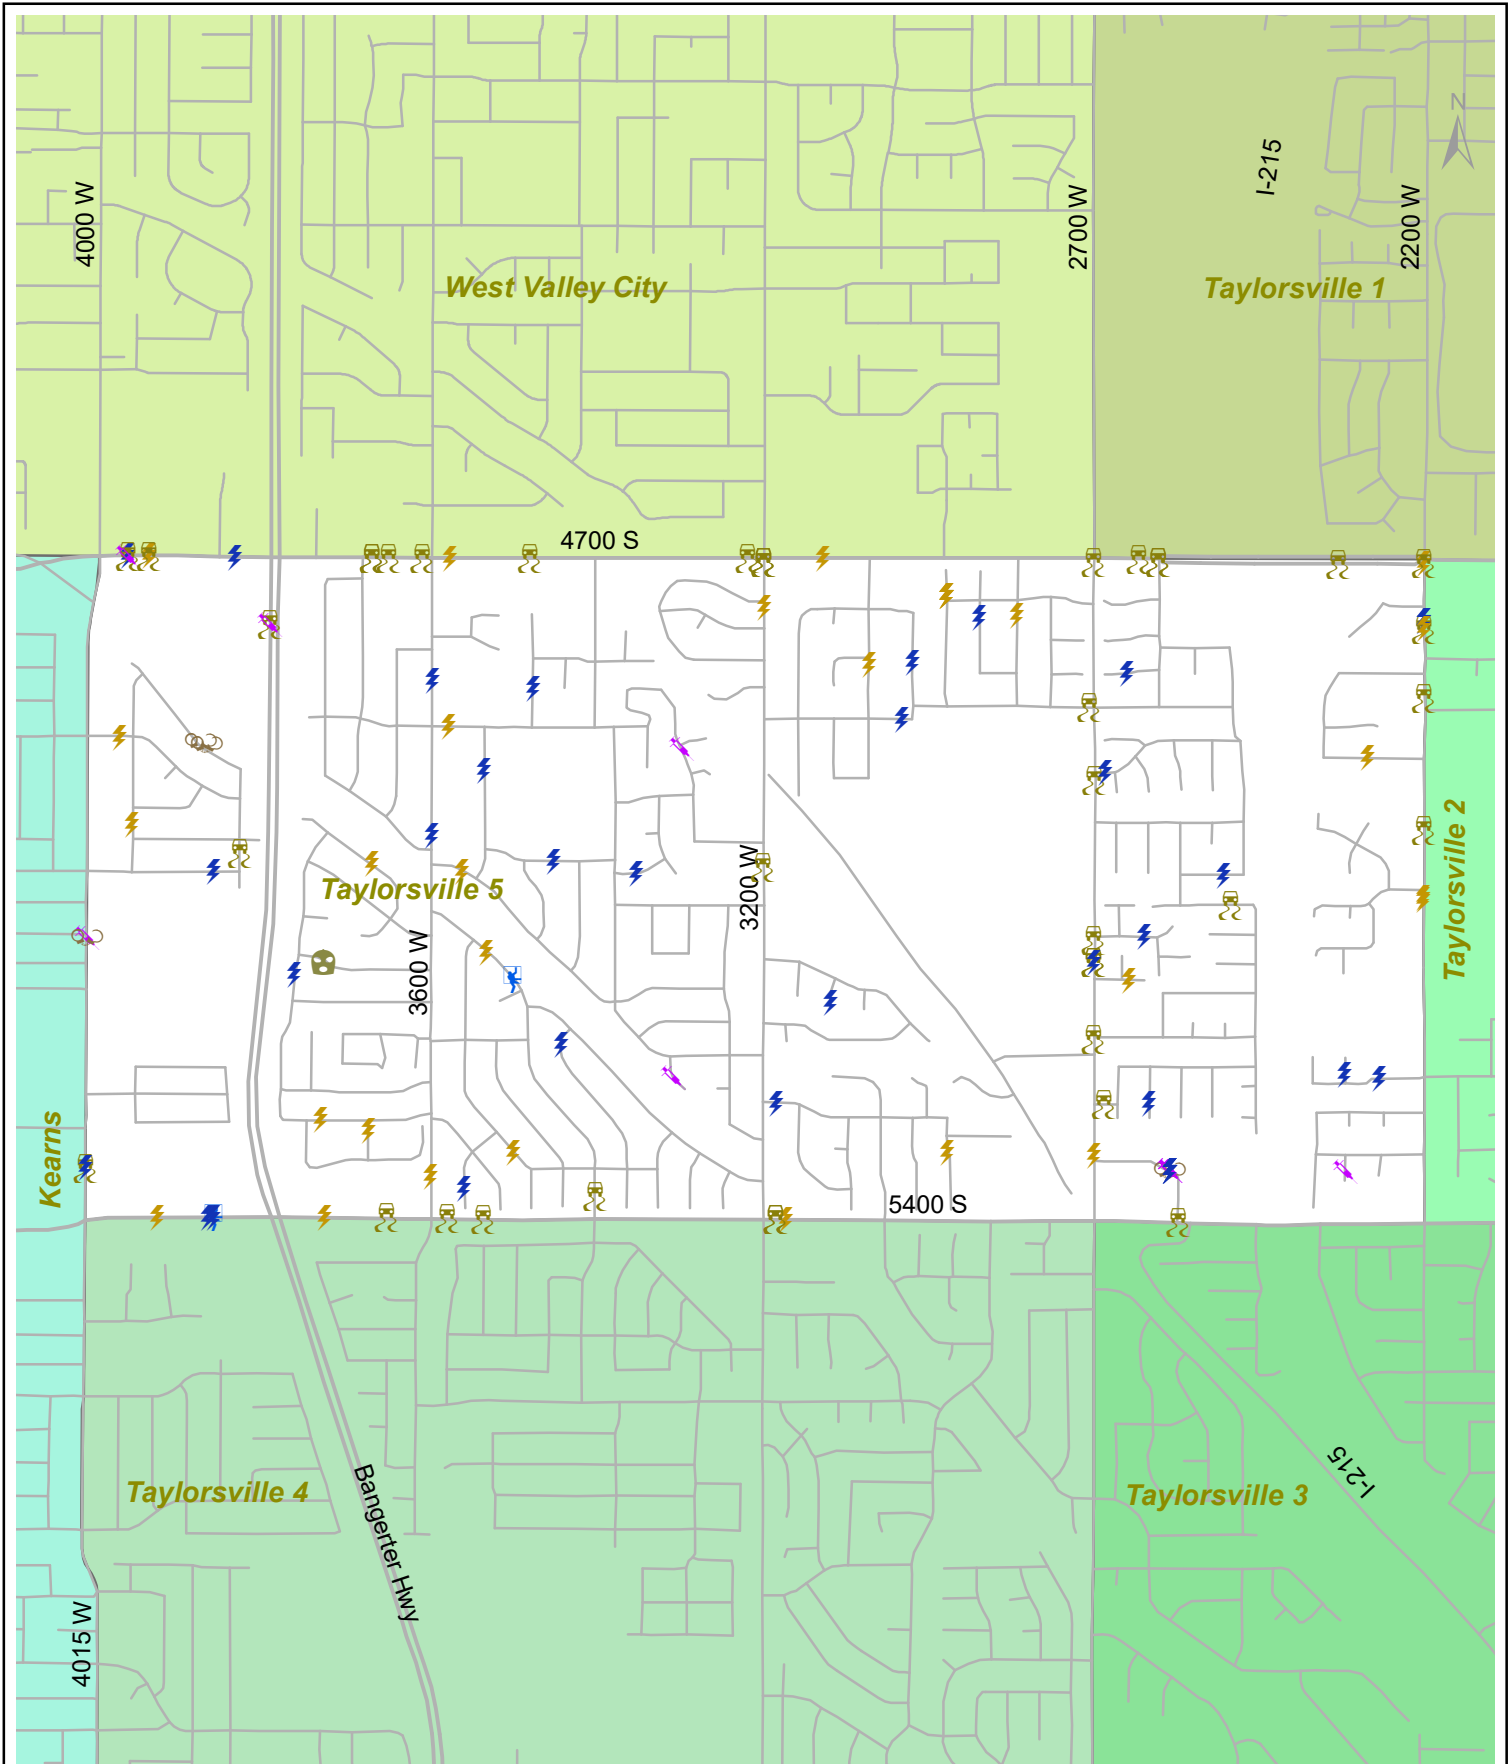 N
I-215
4000 W
2700 W
2200 W
West Valley City
Taylorsville 1
4700 S
Taylorsville 2
3200 W
Taylorsville 5
3600 W
Kearns
5400 S
I-215
Taylorsville 4
Taylorsville 3
Bangerter Hwy
4015 W